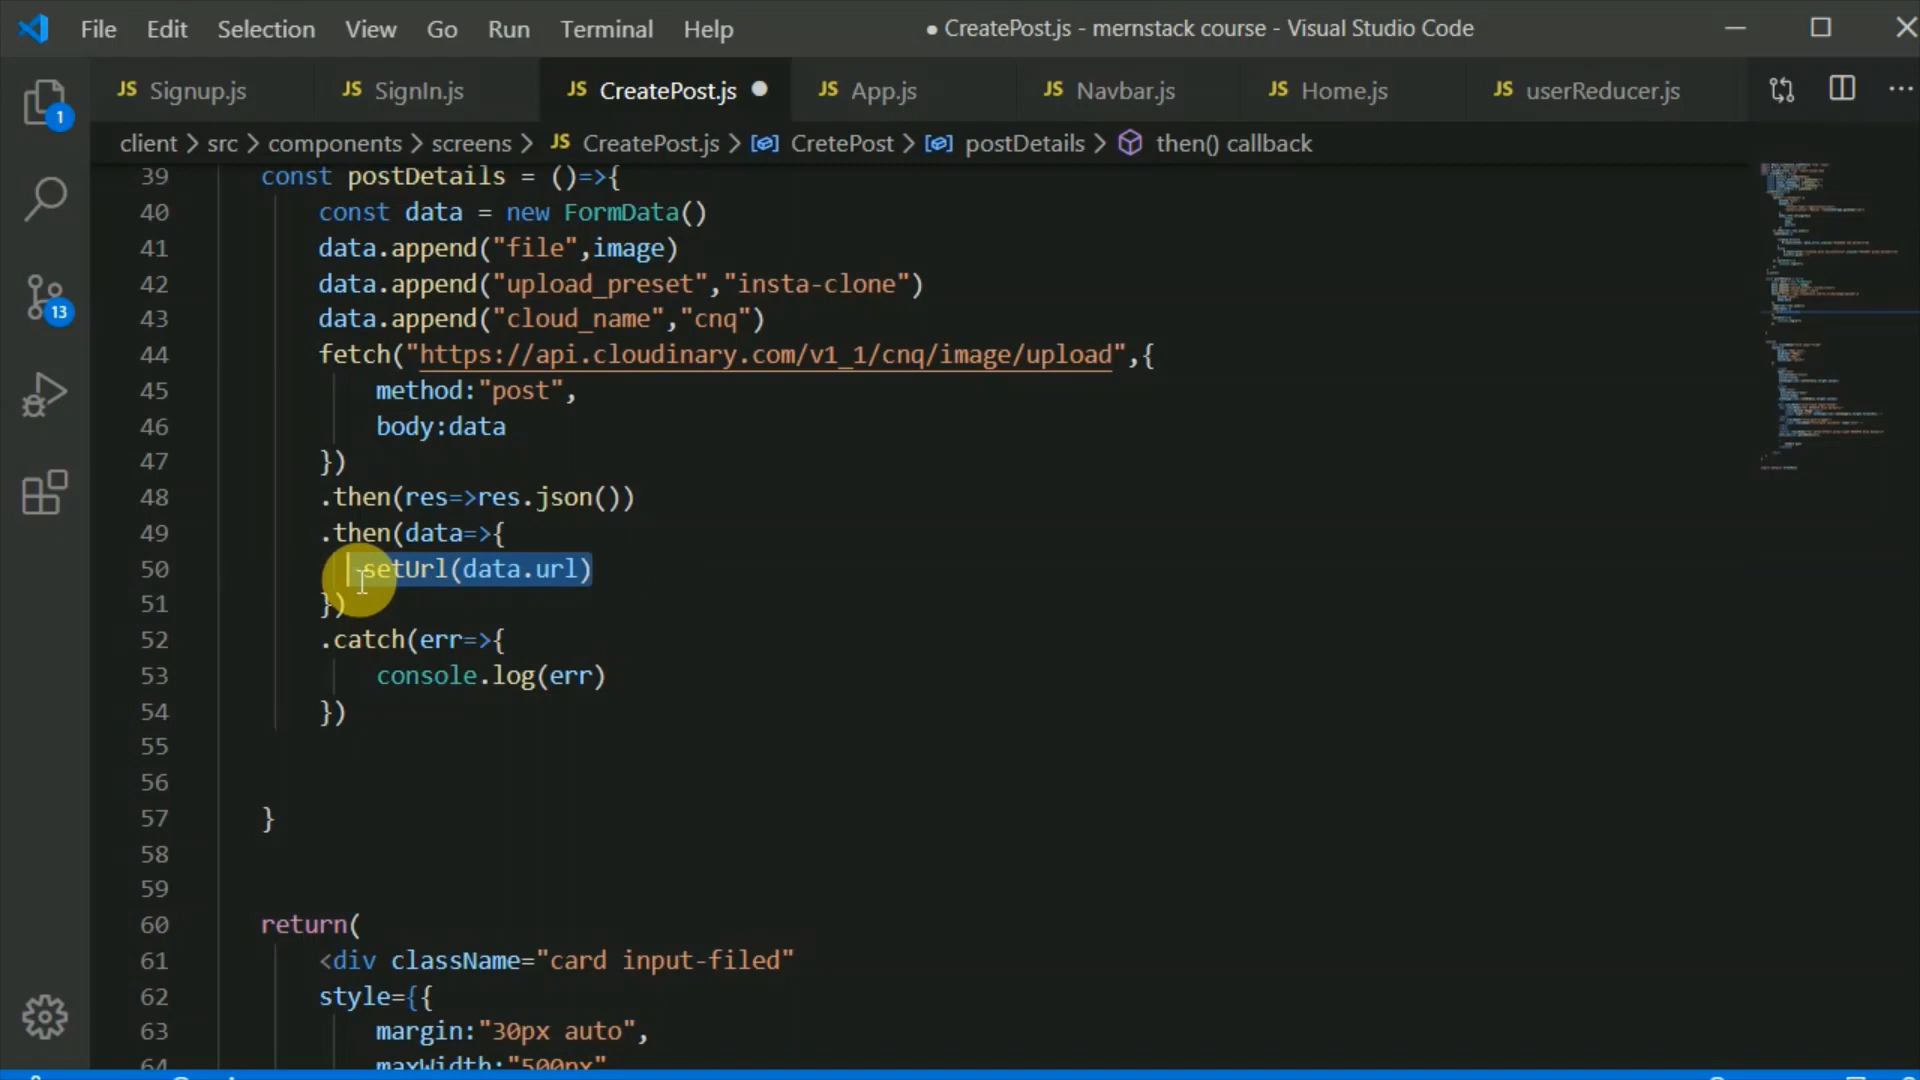 File Edit Selection View Go Run Terminal Help ● CreatePost.js - mernstack course - Visual Studio Code
JS Signup.js JS SignIn.js JS CreatePost.js ● JS App.js JS Navbar.js JS Home.js JS userReducer.js
client > src > components > screens > JS CreatePost.js > CretePost > postDetails > then() callback
1
13
39 const postDetails = ()=>{
40 const data = new FormData()
41 data.append("file",image)
42 data.append("upload_preset","insta-clone")
43 data.append("cloud_name","cnq")
44 fetch("https://api.cloudinary.com/v1_1/cnq/image/upload",{
45 method:"post",
46 body:data
47 })
48 .then(res=>res.json())
49 .then(data=>{
50 setUrl(data.url)
51 })
52 .catch(err=>{
53 console.log(err)
54 })
55
56
57 }
58
59
60 return(
61 <div className="card input-filed"
62 style={{
63 margin:"30px auto",
64 maxWidth:"500px"